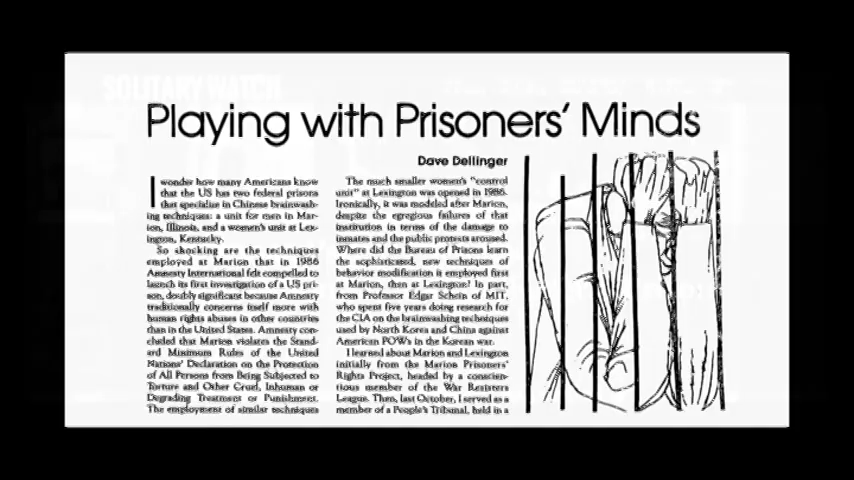 SOLITARY WATCH
Playing with Prisoners' Minds
Dave Dellinger
I wonder how many Americans know
that the US has two federal prisons
that specialize in Chinese brainwash-
ing techniques: a unit for men in Mar-
ion, Illinois, and a women's unit at Lex-
ington, Kentucky.
So shocking are the techniques
employed at Marion that in 1986
Amnesty International felt compelled to
launch its first investigation of a US pri-
son, doubly significant because Amnesty
traditionally concerns itself more with
human rights abuses in other countries
than in the United States. Amnesty con-
cluded that Marion violates the Stand-
ard Minimum Rules of the United
Nations' Declaration on the Protection
of All Persons from Being Subjected to
Torture and Other Cruel, Inhuman or
Degrading Treatment or Punishment.
The employment of similar techniques
The much smaller women's "control
unit" at Lexington was opened in 1986.
Ironically, it was modeled after Marion,
despite the egregious failures of that
institution in terms of the damage to
inmates and the public protests aroused.
Where did the Bureau of Prisons learn
the sophisticated, new techniques of
behavior modification it employed first
at Marion, then at Lexington? In part,
from Professor Edgar Schein of MIT,
who spent five years doing research for
the CIA on the brainwashing techniques
used by North Korea and China against
American POWs in the Korean war.
I learned about Marion and Lexington
initially from the Marion Prisoners'
Rights Project, headed by a conscien-
tious member of the War Resisters
League. Then, last October, I served as a
member of a People's Tribunal, held in a